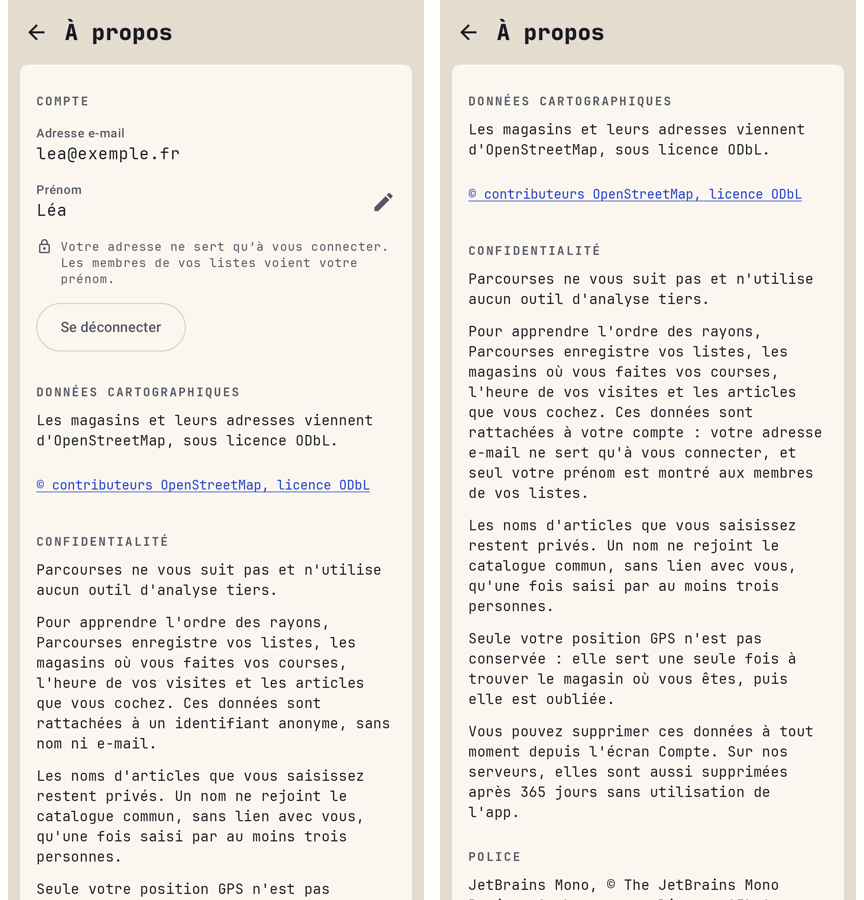 À propos
COMPTE
Adresse e-mail
lea@exemple.fr
Prénom
Léa
Votre adresse ne sert qu’à vous connecter.
Les membres de vos listes voient votre
prénom.
Se déconnecter
DONNÉES CARTOGRAPHIQUES
Les magasins et leurs adresses viennent
d'OpenStreetMap, sous licence ODbL.
© contributeurs OpenStreetMap, licence ODbL
CONFIDENTIALITÉ
Parcourses ne vous suit pas et n'utilise
aucun outil d'analyse tiers.
Pour apprendre l'ordre des rayons,
Parcourses enregistre vos listes, les
magasins où vous faites vos courses,
l'heure de vos visites et les articles
que vous cochez. Ces données sont
rattachées à un identifiant anonyme, sans
nom ni e-mail.
Les noms d'articles que vous saisissez
restent privés. Un nom ne rejoint le
catalogue commun, sans lien avec vous,
qu'une fois saisi par au moins trois
personnes.
Seule votre position GPS n'est pas
À propos
DONNÉES CARTOGRAPHIQUES
Les magasins et leurs adresses viennent
d'OpenStreetMap, sous licence ODbL.
© contributeurs OpenStreetMap, licence ODbL
CONFIDENTIALITÉ
Parcourses ne vous suit pas et n'utilise
aucun outil d'analyse tiers.
Pour apprendre l'ordre des rayons,
Parcourses enregistre vos listes, les
magasins où vous faites vos courses,
l'heure de vos visites et les articles
que vous cochez. Ces données sont
rattachées à votre compte : votre adresse
e-mail ne sert qu'à vous connecter, et
seul votre prénom est montré aux membres
de vos listes.
Les noms d'articles que vous saisissez
restent privés. Un nom ne rejoint le
catalogue commun, sans lien avec vous,
qu'une fois saisi par au moins trois
personnes.
Seule votre position GPS n'est pas
conservée : elle sert une seule fois à
trouver le magasin où vous êtes, puis
elle est oubliée.
Vous pouvez supprimer ces données à tout
moment depuis l'écran Compte. Sur nos
serveurs, elles sont aussi supprimées
après 365 jours sans utilisation de
l'app.
POLICE
JetBrains Mono, © The JetBrains Mono